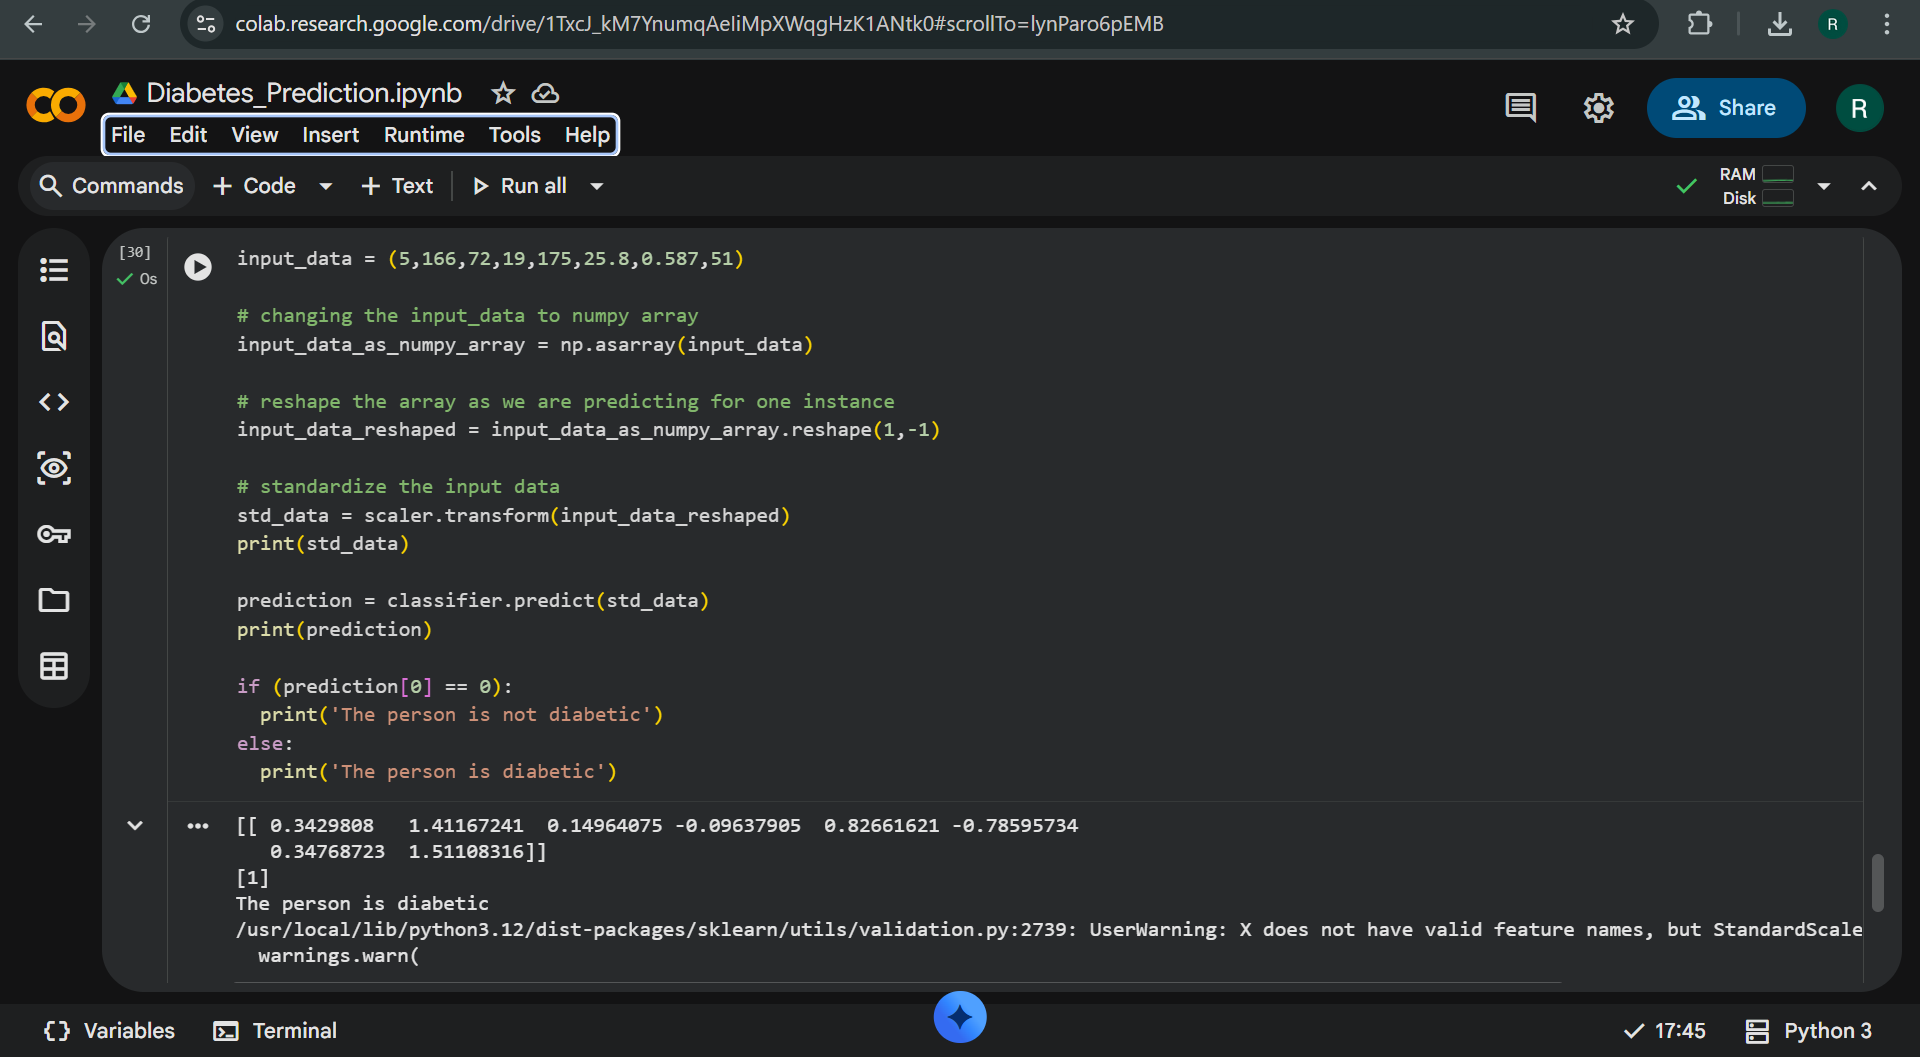 colab.research.google.com/drive/1TxcJ_kM7YnumqAeIiMpXWqgHzK1ANtk0#scrollTo=lynParo6pEMB
R
Diabetes_Prediction.ipynb
File Edit View Insert Runtime Tools Help
Share
R
Commands + Code + Text Run all
RAM
Disk
[30]
0s
input_data = (5,166,72,19,175,25.8,0.587,51)
# changing the input_data to numpy array
input_data_as_numpy_array = np.asarray(input_data)
# reshape the array as we are predicting for one instance
input_data_reshaped = input_data_as_numpy_array.reshape(1,-1)
# standardize the input data
std_data = scaler.transform(input_data_reshaped)
print(std_data)
prediction = classifier.predict(std_data)
print(prediction)
if (prediction[0] == 0):
  print('The person is not diabetic')
else:
  print('The person is diabetic')
[[ 0.3429808   1.41167241  0.14964075 -0.09637905  0.82661621 -0.78595734
   0.34768723  1.51108316]]
[1]
The person is diabetic
/usr/local/lib/python3.12/dist-packages/sklearn/utils/validation.py:2739: UserWarning: X does not have valid feature names, but StandardScale
  warnings.warn(
Variables Terminal
17:45 Python 3